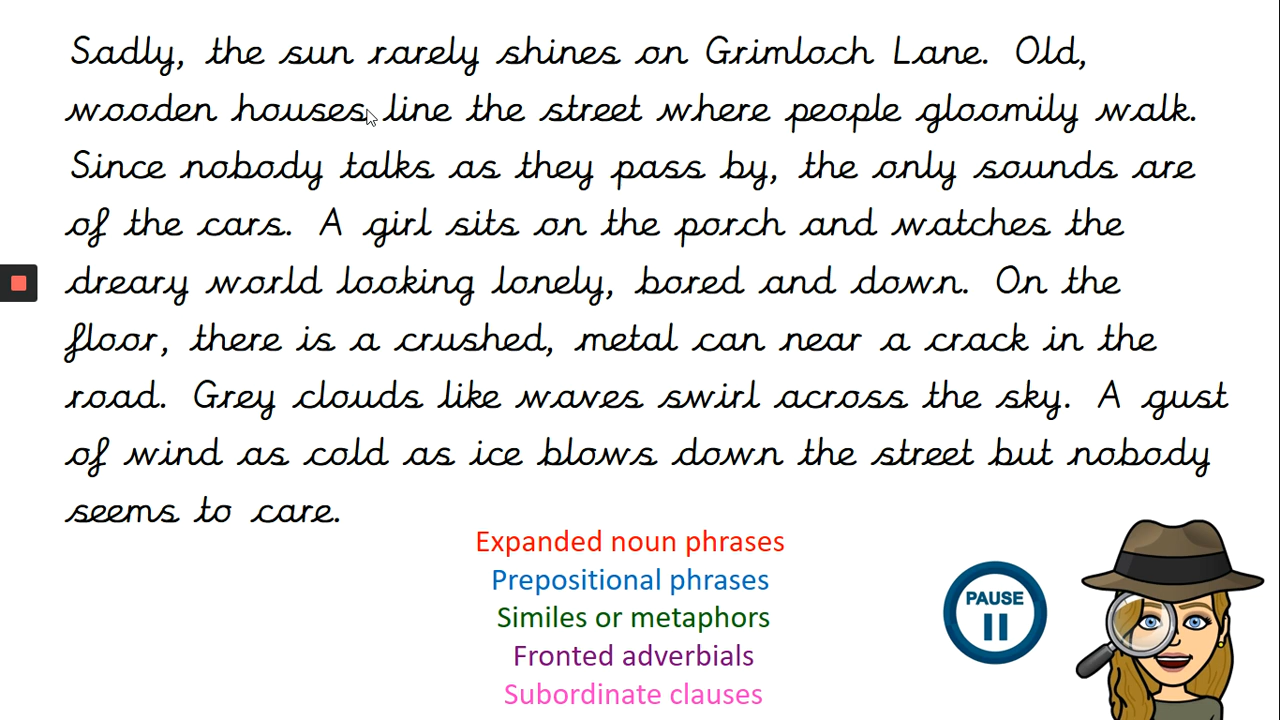 Sadly, the sun rarely shines on Grimloch Lane. Old,
wooden houses line the street where people gloomily walk.
Since nobody talks as they pass by, the only sounds are
of the cars. A girl sits on the porch and watches the
dreary world looking lonely, bored and down. On the
floor, there is a crushed, metal can near a crack in the
road. Grey clouds like waves swirl across the sky. A gust
of wind as cold as ice blows down the street but nobody
seems to care.
Expanded noun phrases
Prepositional phrases
Similes or metaphors
Fronted adverbials
Subordinate clauses
PAUSE